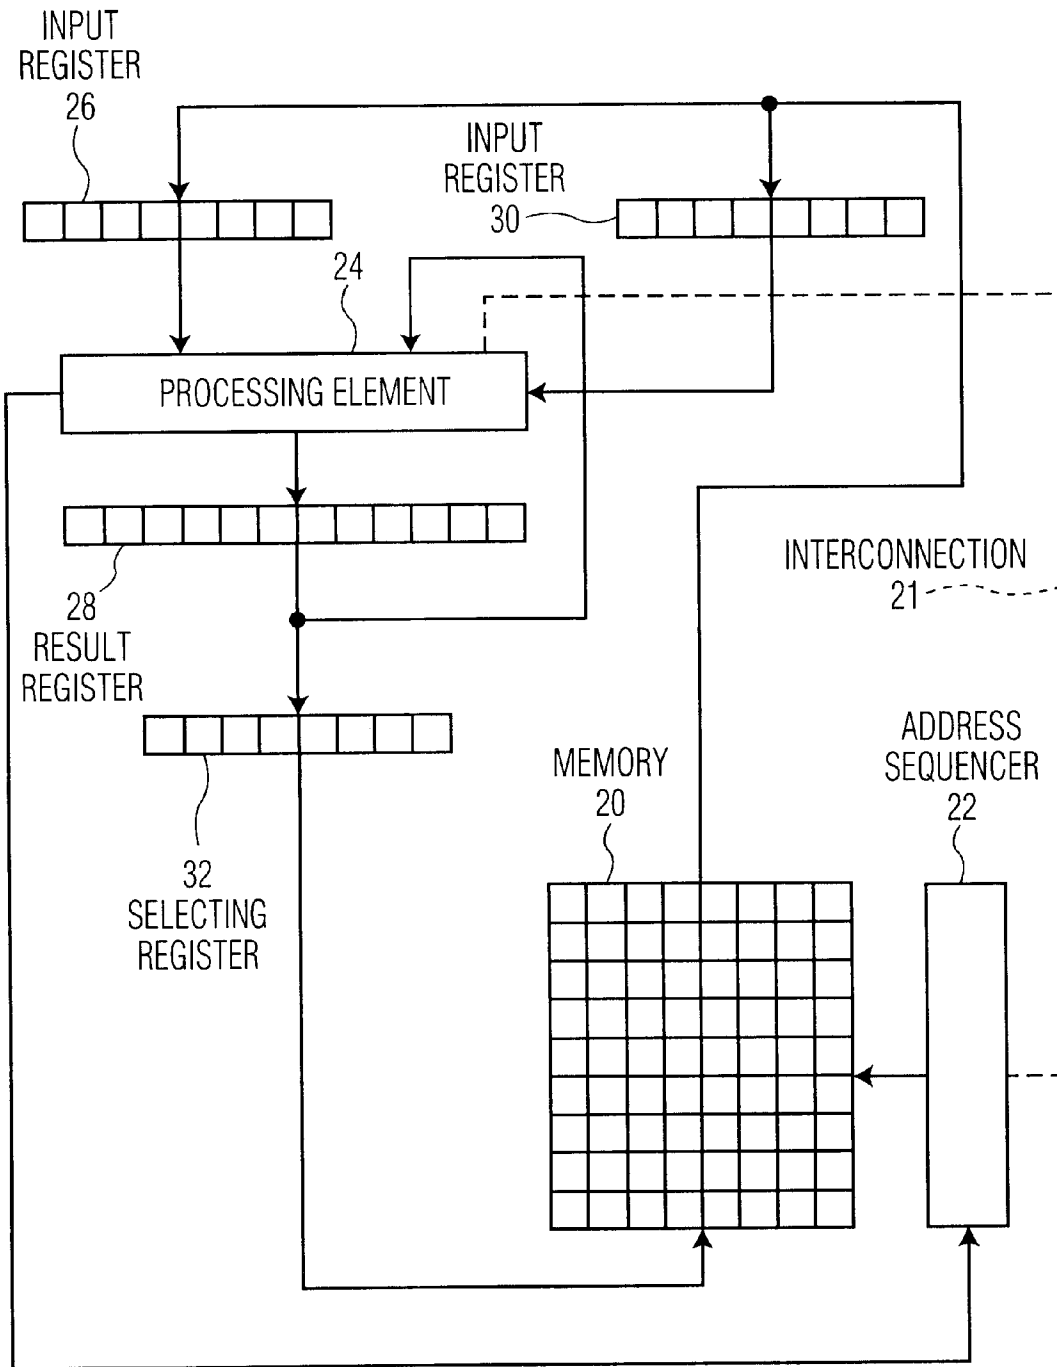 INPUT
REGISTER
26
INPUT
REGISTER
30
24
PROCESSING ELEMENT
28
RESULT
REGISTER
INTERCONNECTION
21
32
SELECTING
REGISTER
MEMORY
20
ADDRESS
SEQUENCER
22